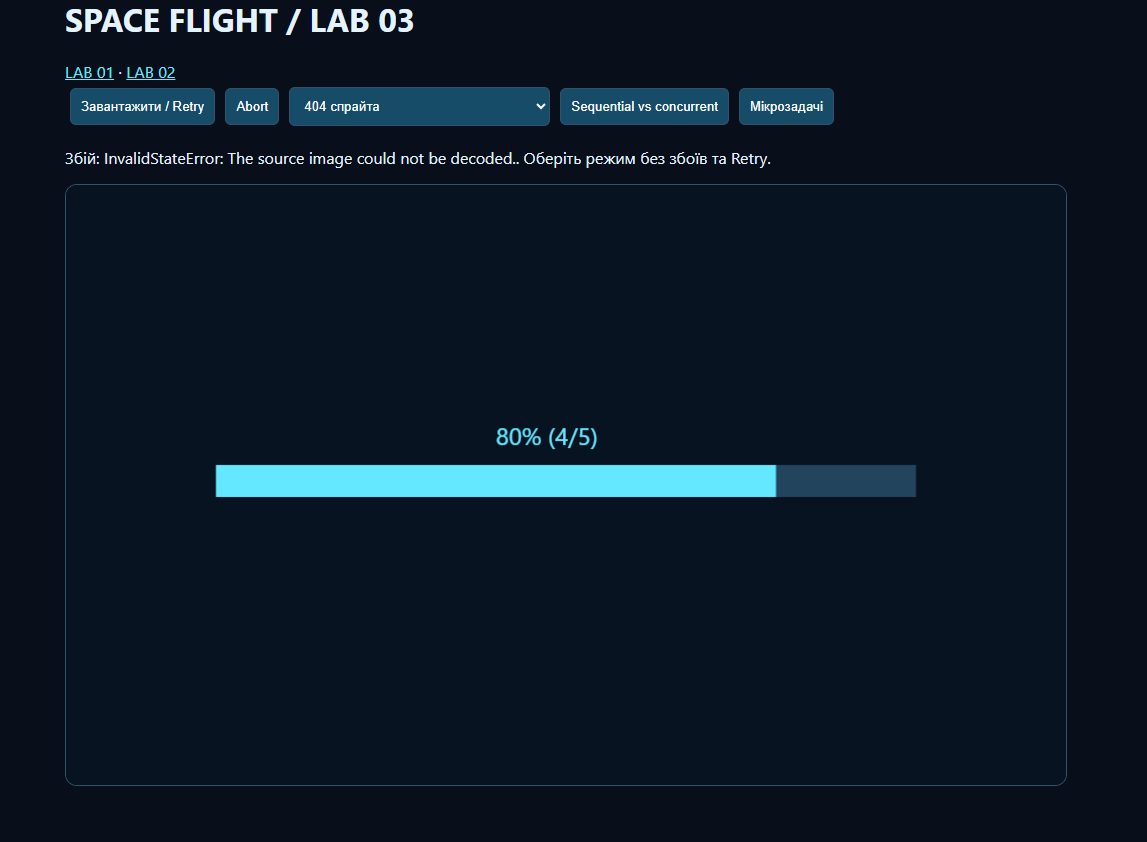 SPACE FLIGHT / LAB 03
LAB 01 · LAB 02
Завантажити / Retry Abort 404 спрайта Sequential vs concurrent Мікрозадачі
Збій: InvalidStateError: The source image could not be decoded.. Оберіть режим без збоїв та Retry.
80% (4/5)